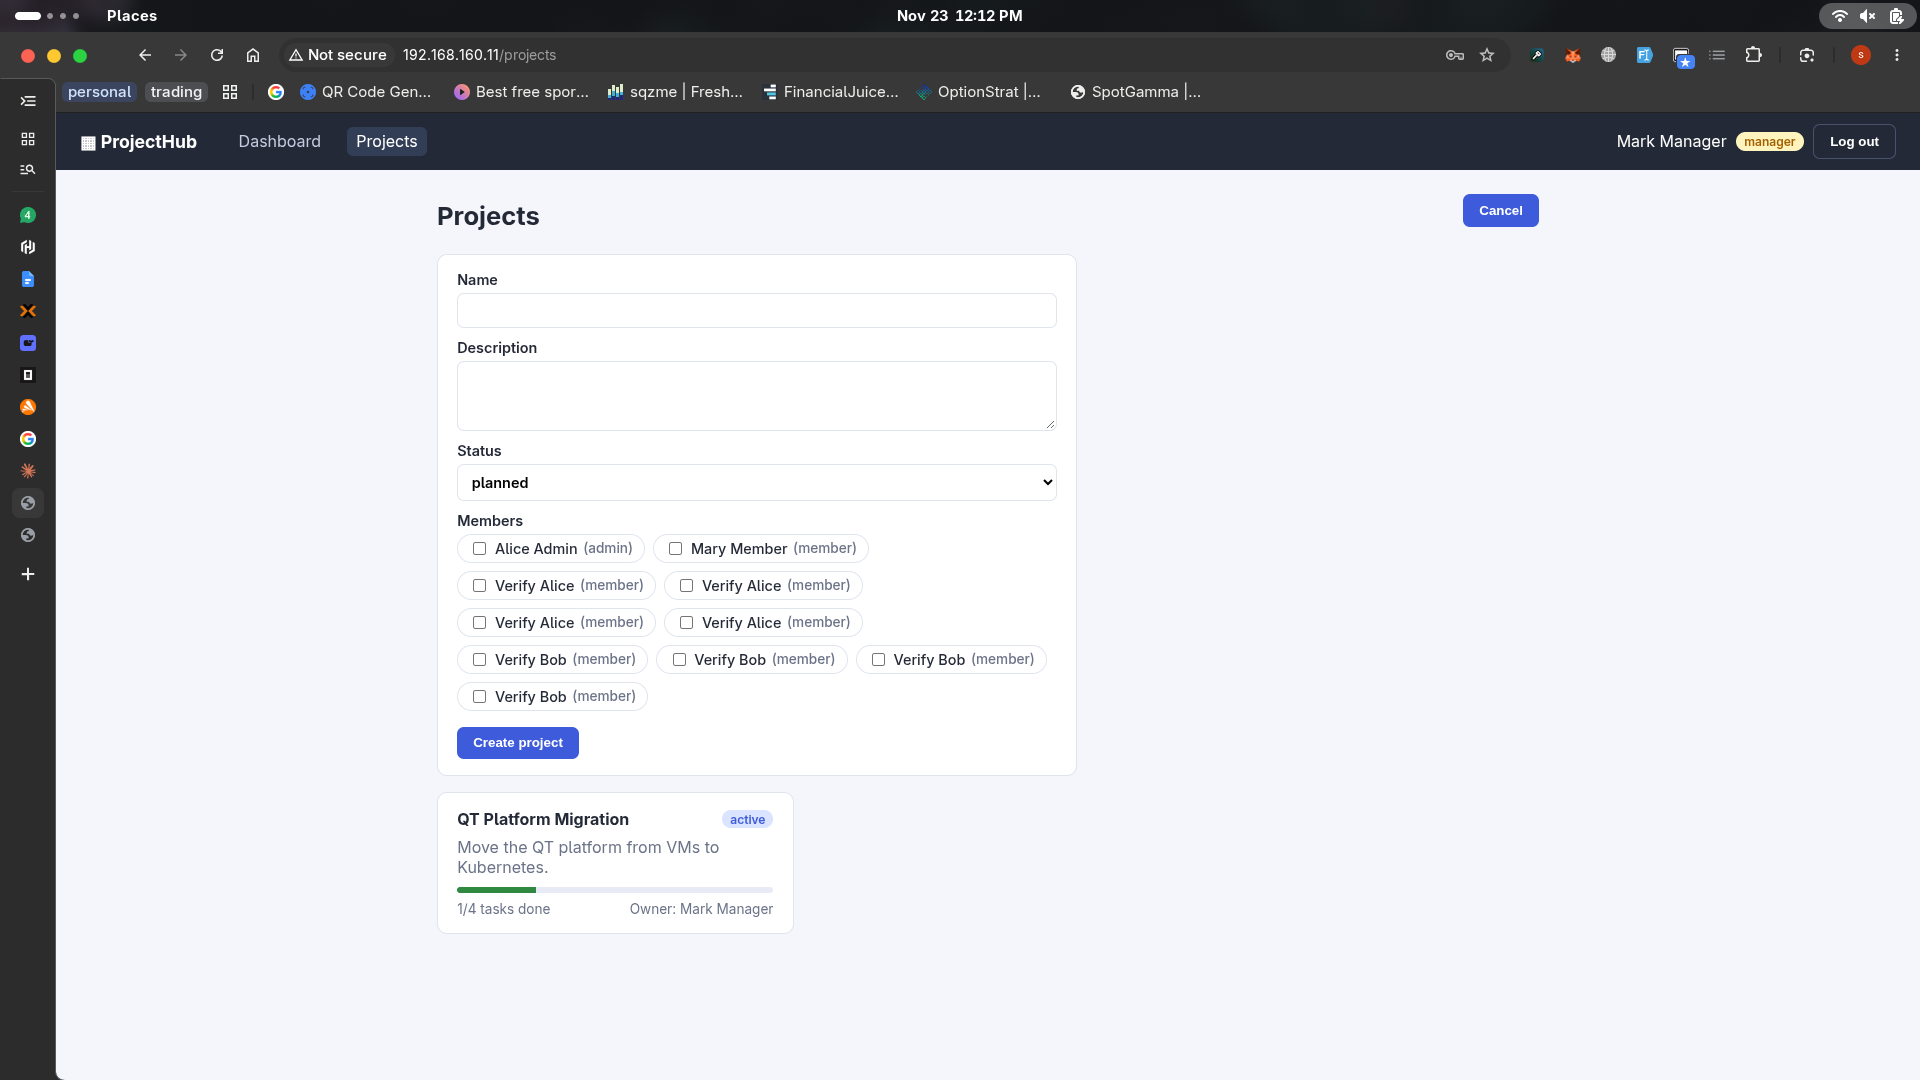 Places
Nov 23 12:12 PM
Not secure 192.168.160.11/projects
S
personal trading QR Code Gen... Best free spor... sqzme | Fresh... FinancialJuice... OptionStrat |... SpotGamma |...
4
ProjectHub Dashboard Projects Mark Manager manager Log out
Projects Cancel
Name
Description
Status
planned
Members
Alice Admin (admin) Mary Member (member)
Verify Alice (member) Verify Alice (member)
Verify Alice (member) Verify Alice (member)
Verify Bob (member) Verify Bob (member) Verify Bob (member)
Verify Bob (member)
Create project
QT Platform Migration active
Move the QT platform from VMs to
Kubernetes.
1/4 tasks done Owner: Mark Manager